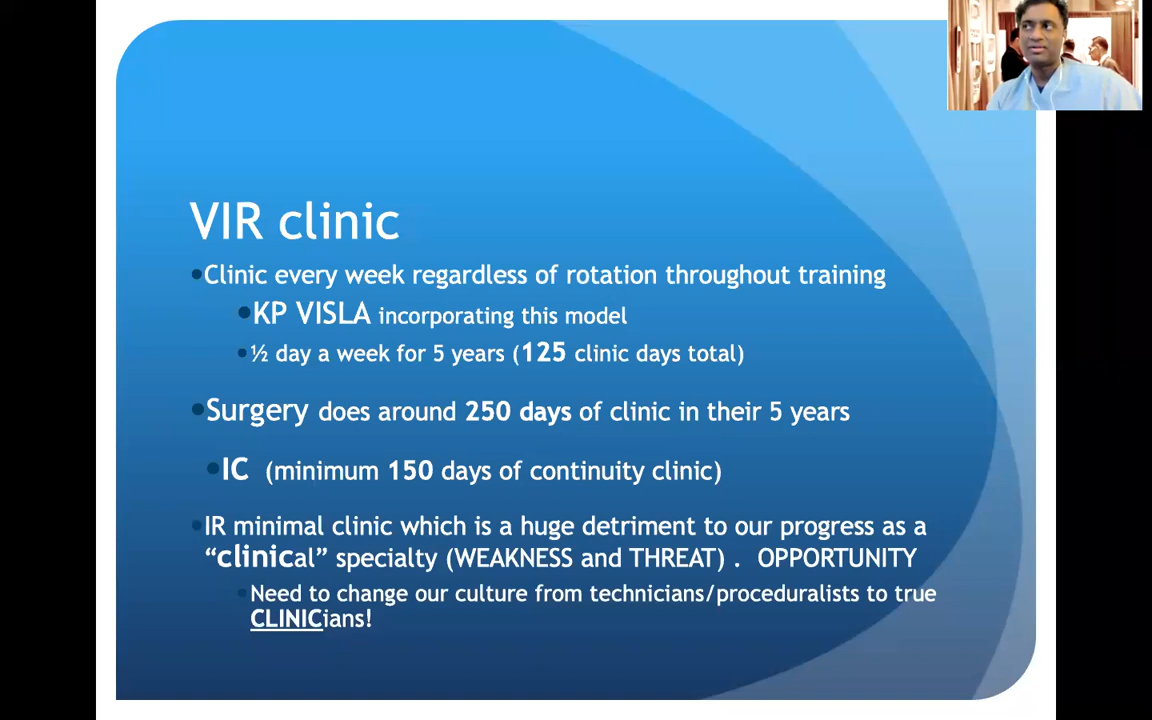 VIR clinic
•Clinic every week regardless of rotation throughout training
•KP VISLA incorporating this model
•½ day a week for 5 years (125 clinic days total)
•Surgery does around 250 days of clinic in their 5 years
•IC (minimum 150 days of continuity clinic)
•IR minimal clinic which is a huge detriment to our progress as a
“clinical” specialty (WEAKNESS and THREAT) . OPPORTUNITY
•Need to change our culture from technicians/proceduralists to true
CLINICians!